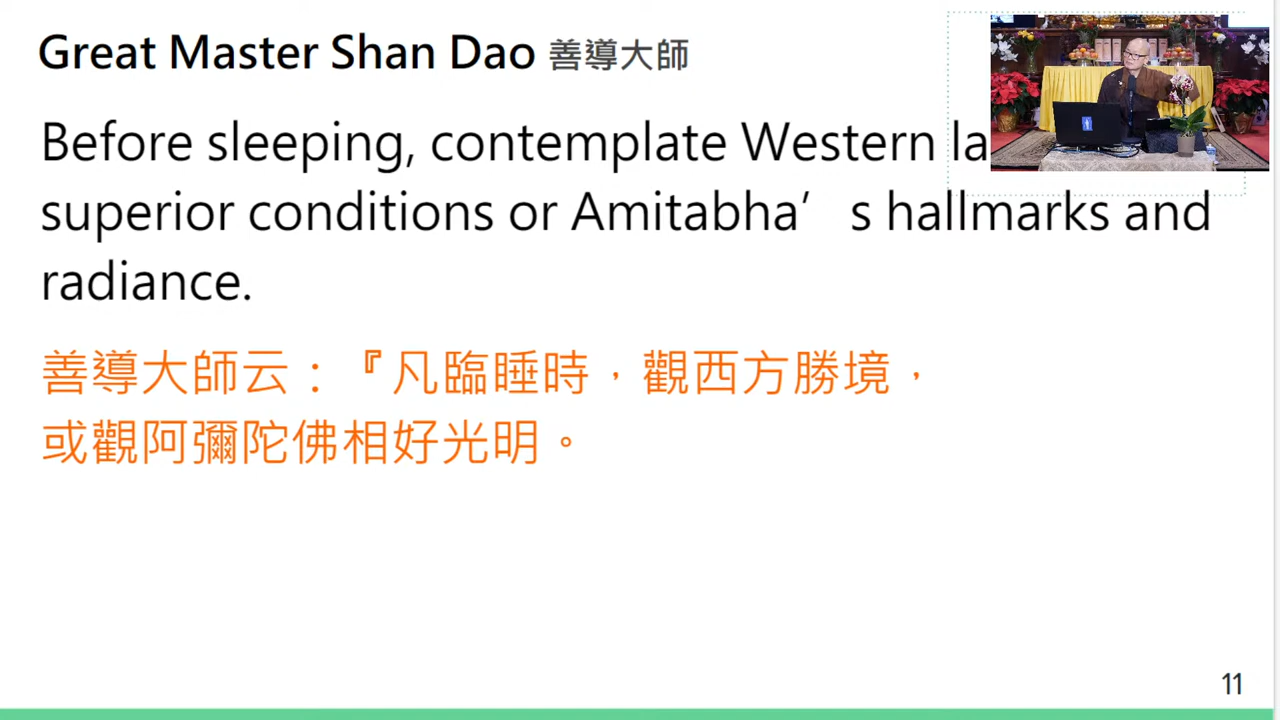 Great Master Shan Dao 善導大師
Before sleeping, contemplate Western
superior conditions or Amitabha’ s hallmarks and
radiance.
善導大師云：『凡臨睡時，觀西方勝境，
或觀阿彌陀佛相好光明。
11